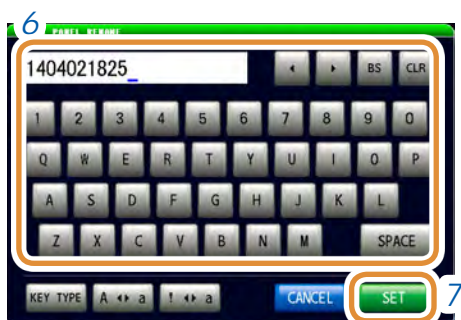 6 PANEL RENAME
1404021825_
BS CLR
1 2 3 4 5 6 7 8 9 0
Q W E R T Y U I O P
A S D F G H J K L
Z X C V B N M SPACE
KEY TYPE A ◂▸ a ! ◂▸ a CANCEL SET 7